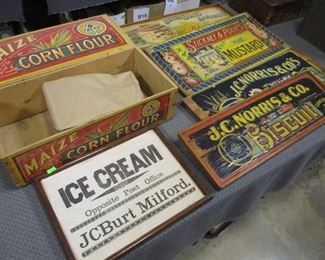 MAIZE
CORN FLOUR
MAIZE
CORN FLOUR
STICKNEY & POOR'S
MUSTARD
J.C. NORRIS & CO'S
J.C. NORRIS & CO.
BISCUIT
ICE CREAM
Opposite Post Office
JCBurt Milford.